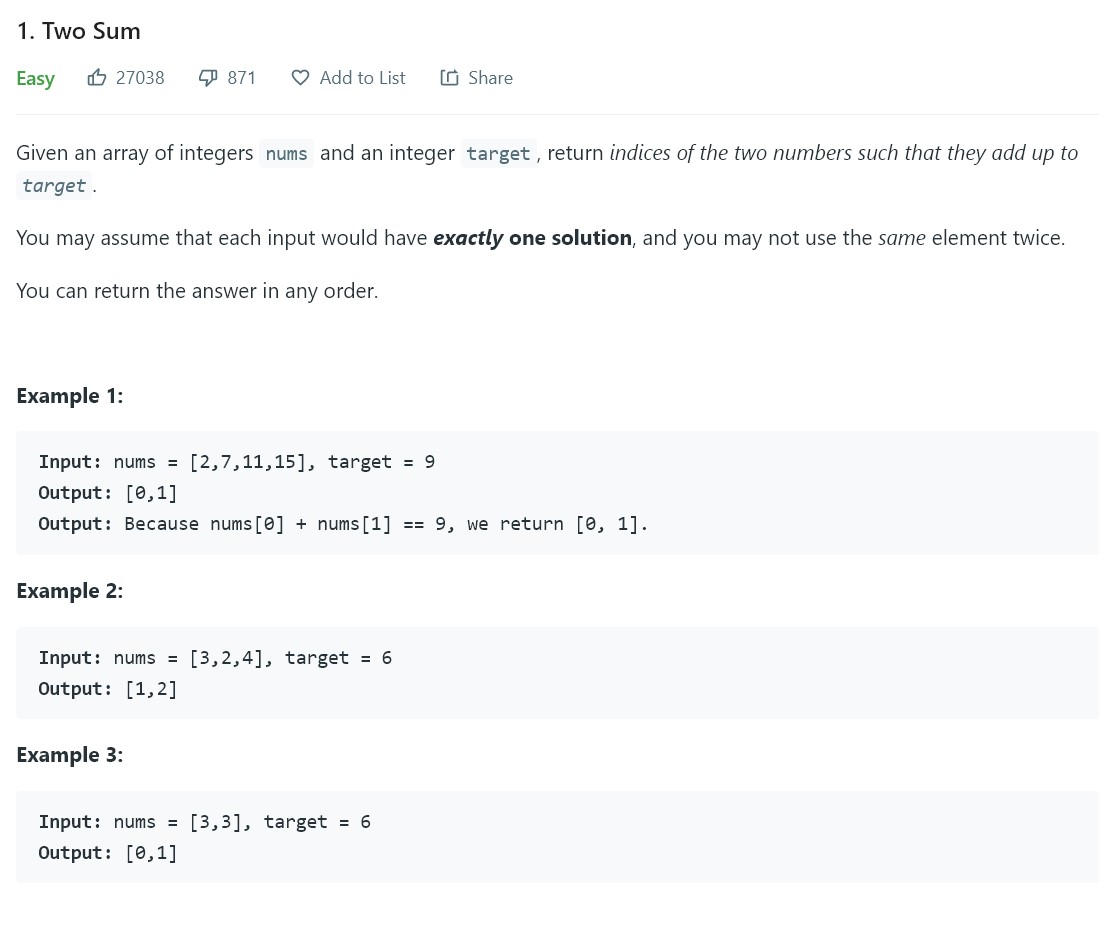 1. Two Sum
Easy 27038 871 Add to List Share
Given an array of integers nums and an integer target, return indices of the two numbers such that they add up to
target.
You may assume that each input would have exactly one solution, and you may not use the same element twice.
You can return the answer in any order.
Example 1:
Input: nums = [2,7,11,15], target = 9
Output: [0,1]
Output: Because nums[0] + nums[1] == 9, we return [0, 1].
Example 2:
Input: nums = [3,2,4], target = 6
Output: [1,2]
Example 3:
Input: nums = [3,3], target = 6
Output: [0,1]